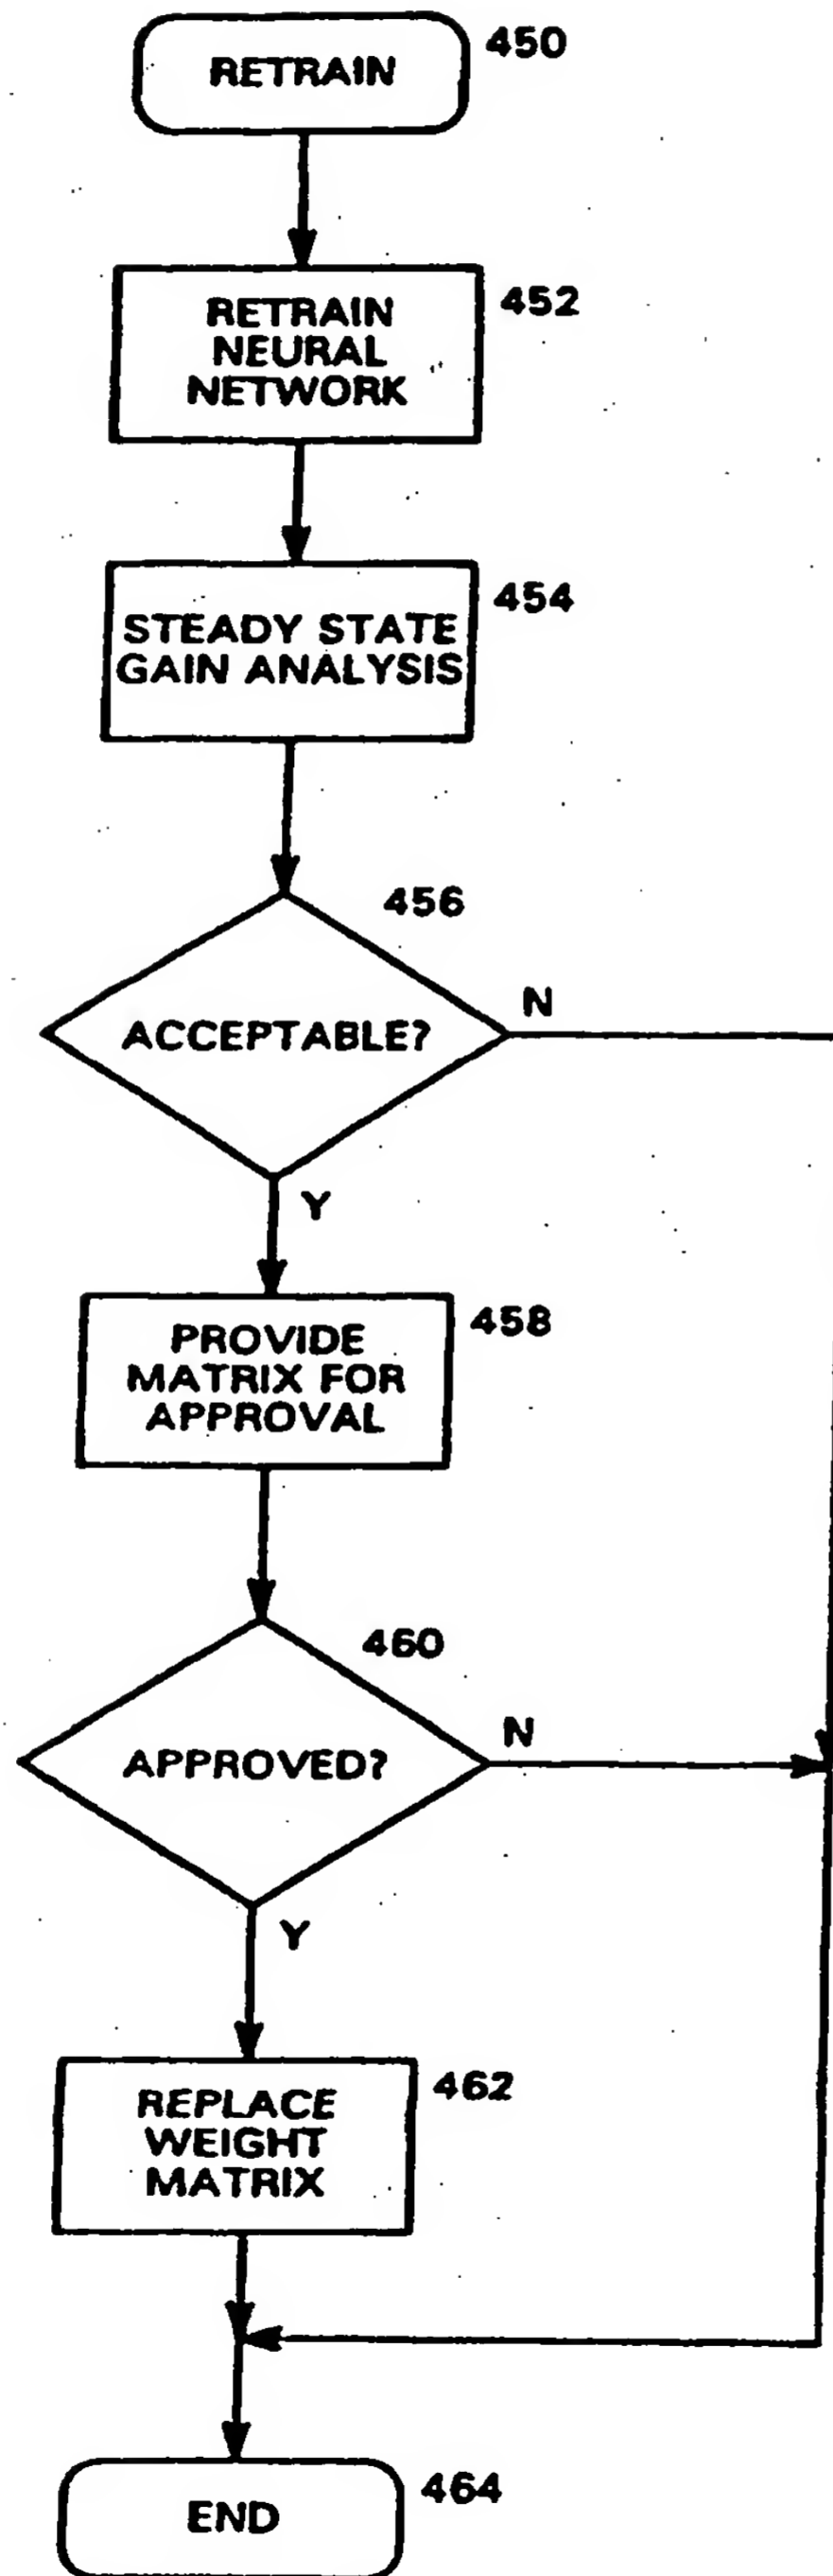 RETRAIN
450
RETRAIN
NEURAL
NETWORK
452
STEADY STATE
GAIN ANALYSIS
454
456
ACCEPTABLE?
N
Y
PROVIDE
MATRIX FOR
APPROVAL
458
460
APPROVED?
N
Y
REPLACE
WEIGHT
MATRIX
462
END
464